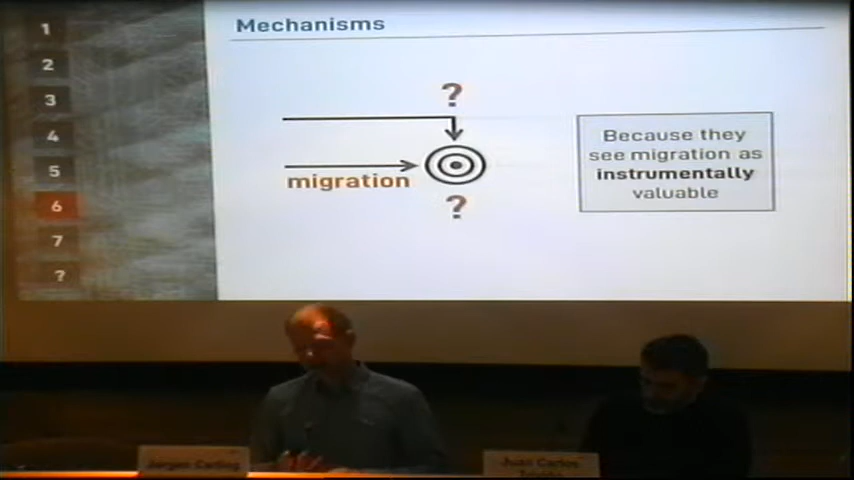 Mechanisms
1
2
3
4
5
6
7
?
?
migration
?
Because they
see migration as
instrumentally
valuable
Jørgen Carling
Juan Carlos